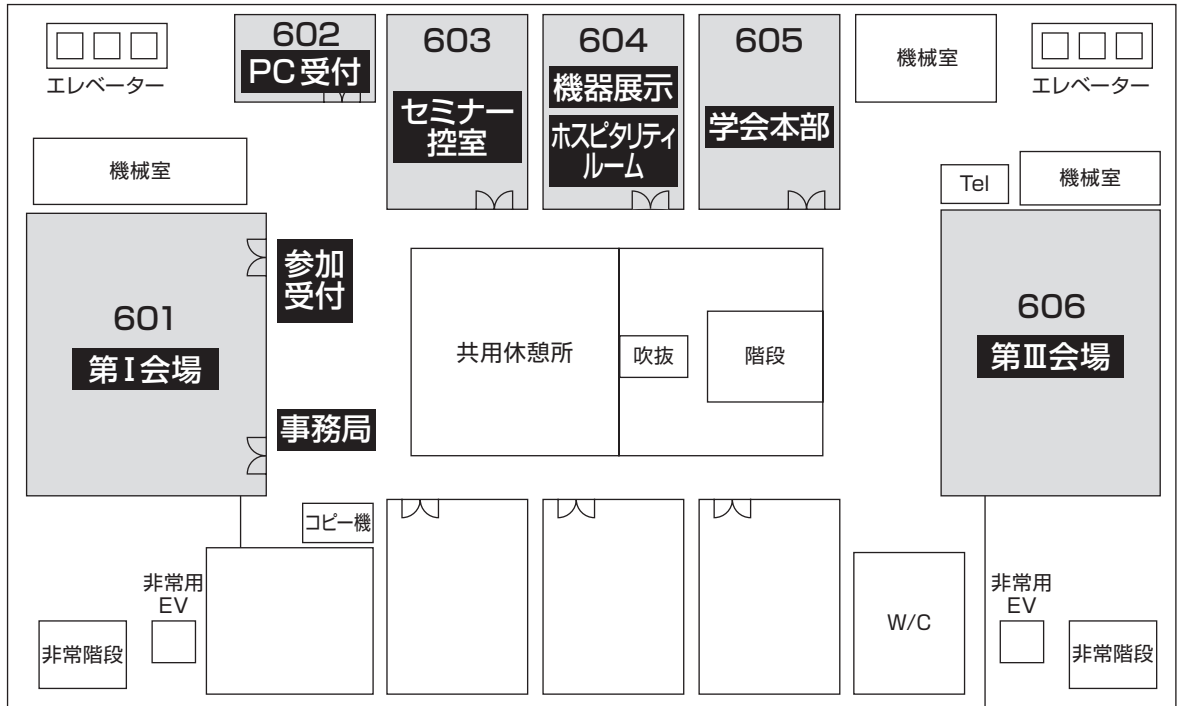 エレベーター
602
PC受付
603
セミナー
控室
604
機器展示
ホスピタリティ
ルーム
605
学会本部
機械室
エレベーター
機械室
Tel
機械室
601
第Ⅰ会場
参加
受付
事務局
共用休憩所
吹抜
階段
606
第Ⅲ会場
コピー機
非常用
EV
非常階段
W/C
非常用
EV
非常階段